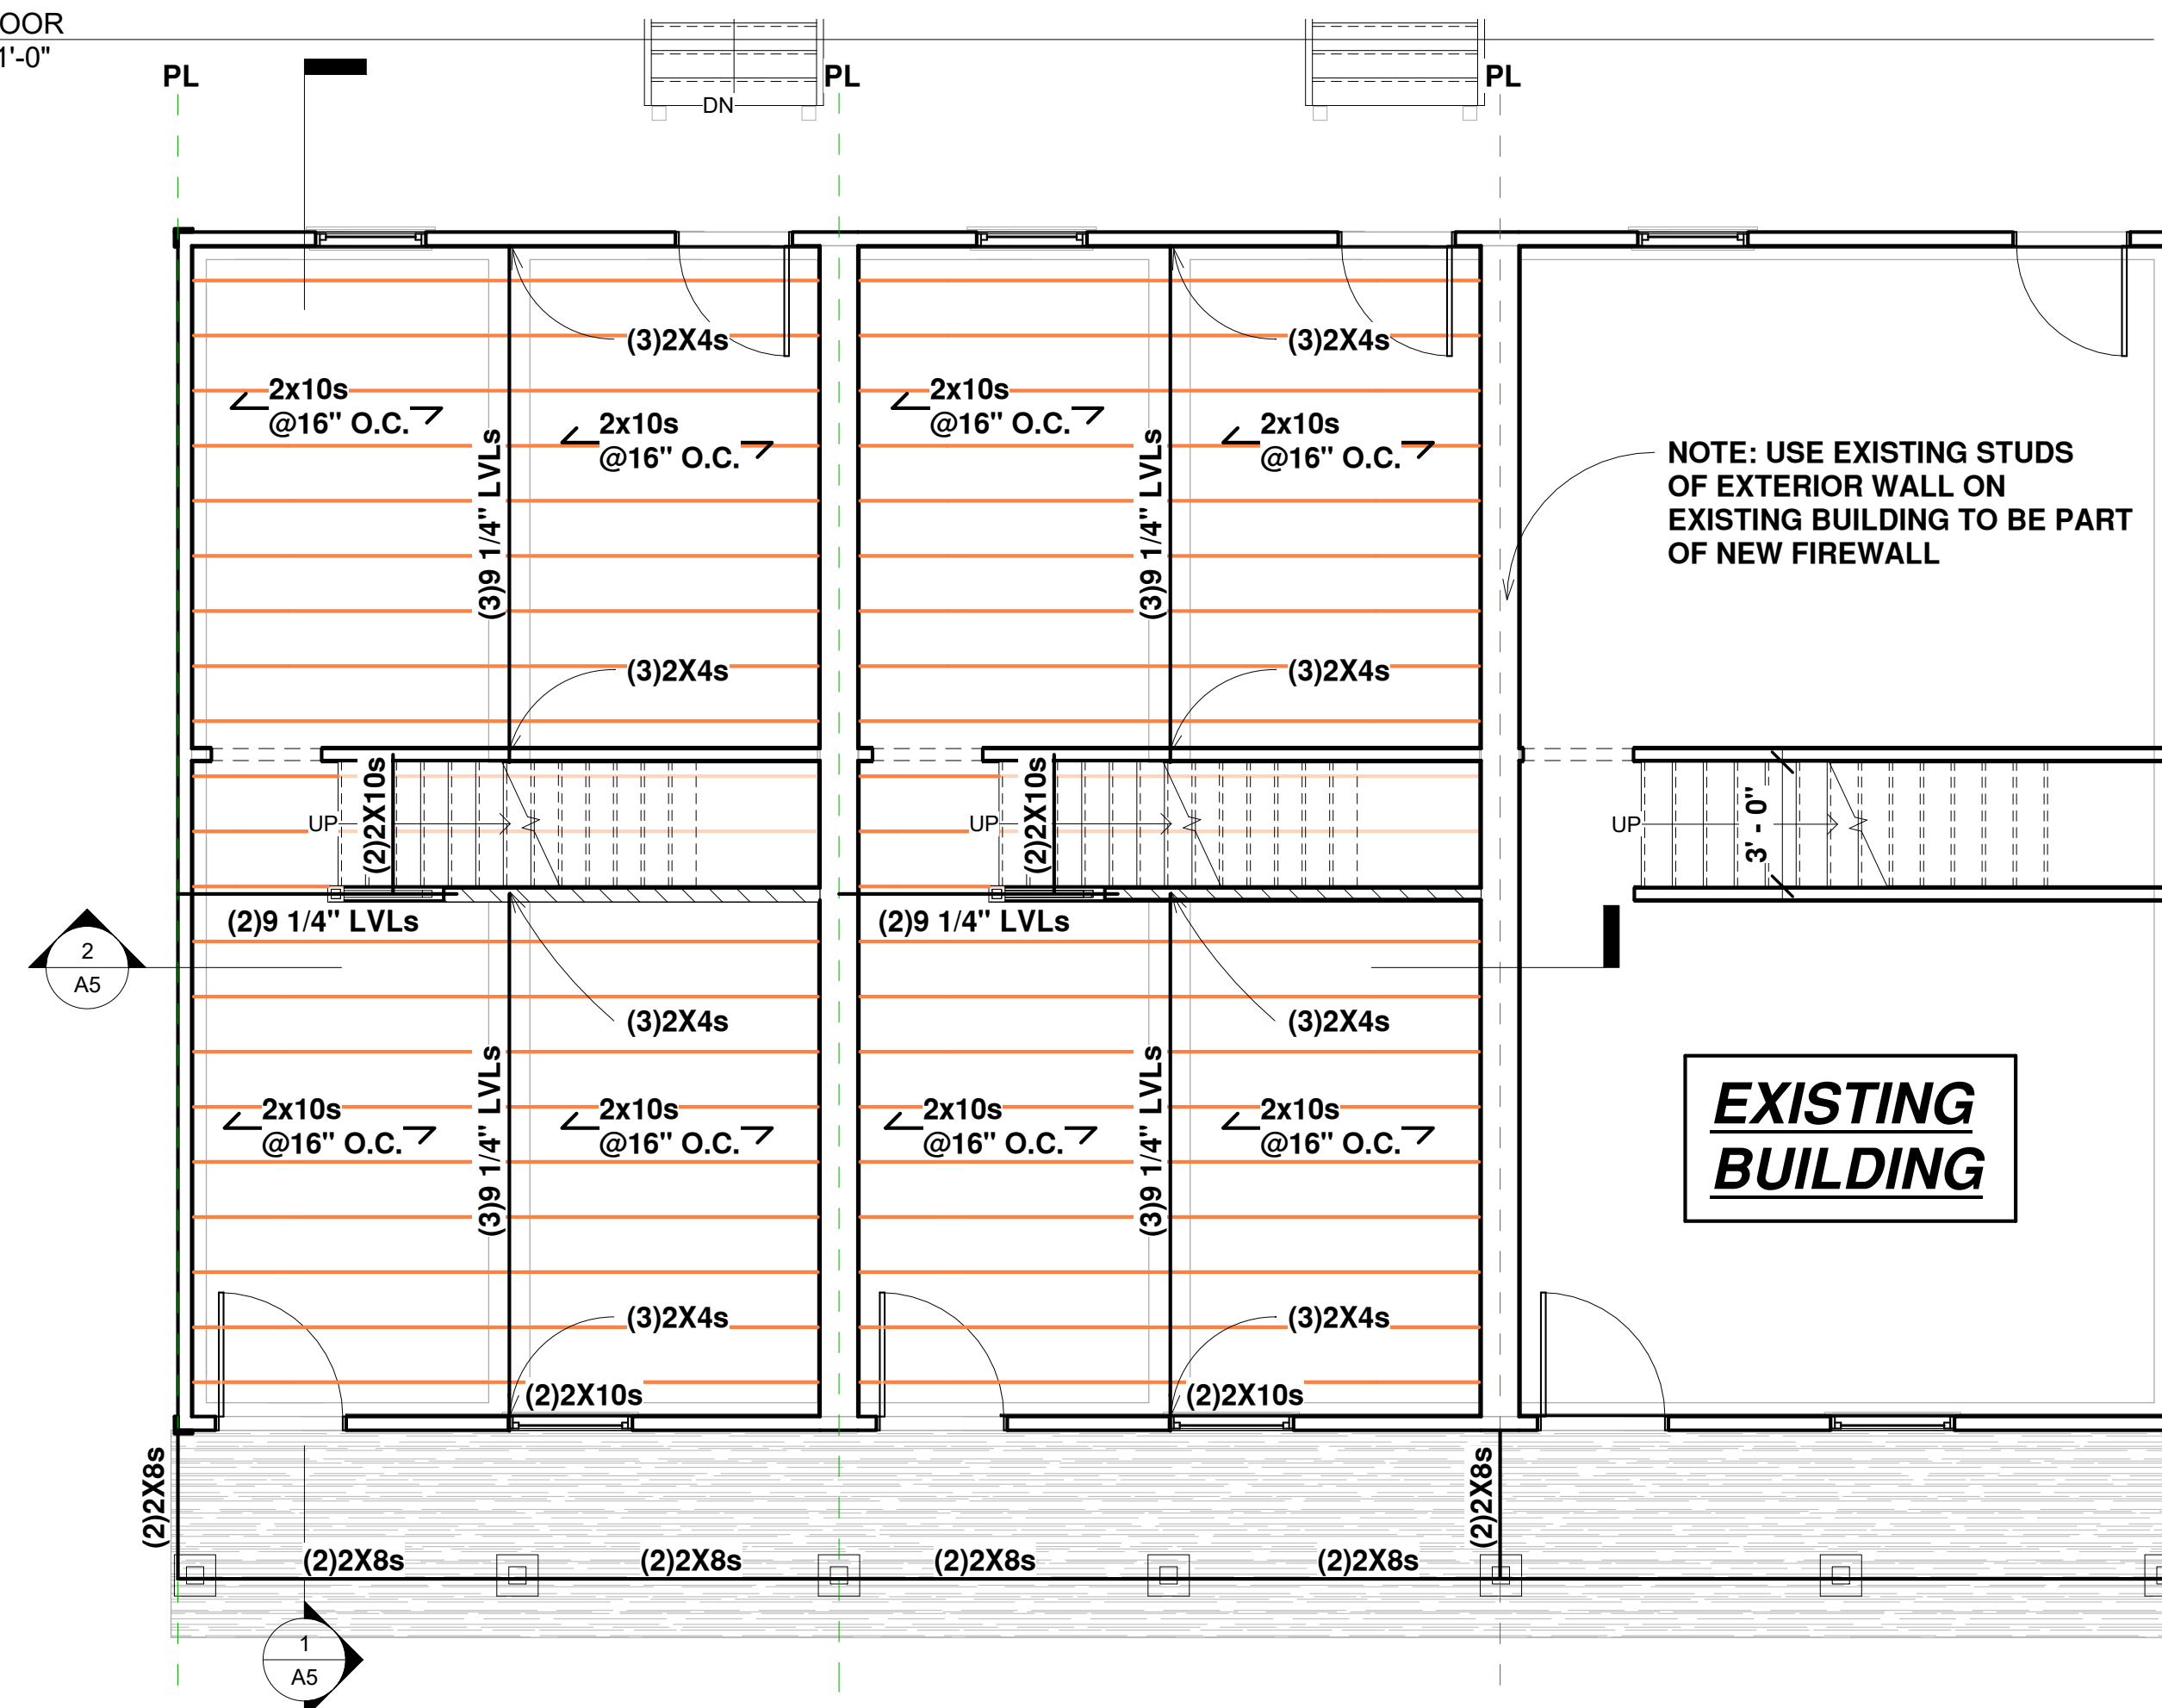 OOR
1'-0"
PL
PL
PL
DN
(3)2X4s
(3)2X4s
2x10s
@16" O.C.
2x10s
@16" O.C.
2x10s
@16" O.C.
2x10s
@16" O.C.
(3)9 1/4" LVLs
(3)9 1/4" LVLs
NOTE: USE EXISTING STUDS
OF EXTERIOR WALL ON
EXISTING BUILDING TO BE PART
OF NEW FIREWALL
(3)2X4s
(3)2X4s
UP
(2)2X10s
UP
(2)2X10s
UP
3' - 0"
(2)9 1/4" LVLs
(2)9 1/4" LVLs
2
A5
(3)2X4s
(3)2X4s
(3)9 1/4" LVLs
(3)9 1/4" LVLs
2x10s
@16" O.C.
2x10s
@16" O.C.
2x10s
@16" O.C.
2x10s
@16" O.C.
EXISTING
BUILDING
(3)2X4s
(3)2X4s
(2)2X10s
(2)2X10s
(2)2X8s
(2)2X8s
(2)2X8s
(2)2X8s
(2)2X8s
(2)2X8s
1
A5